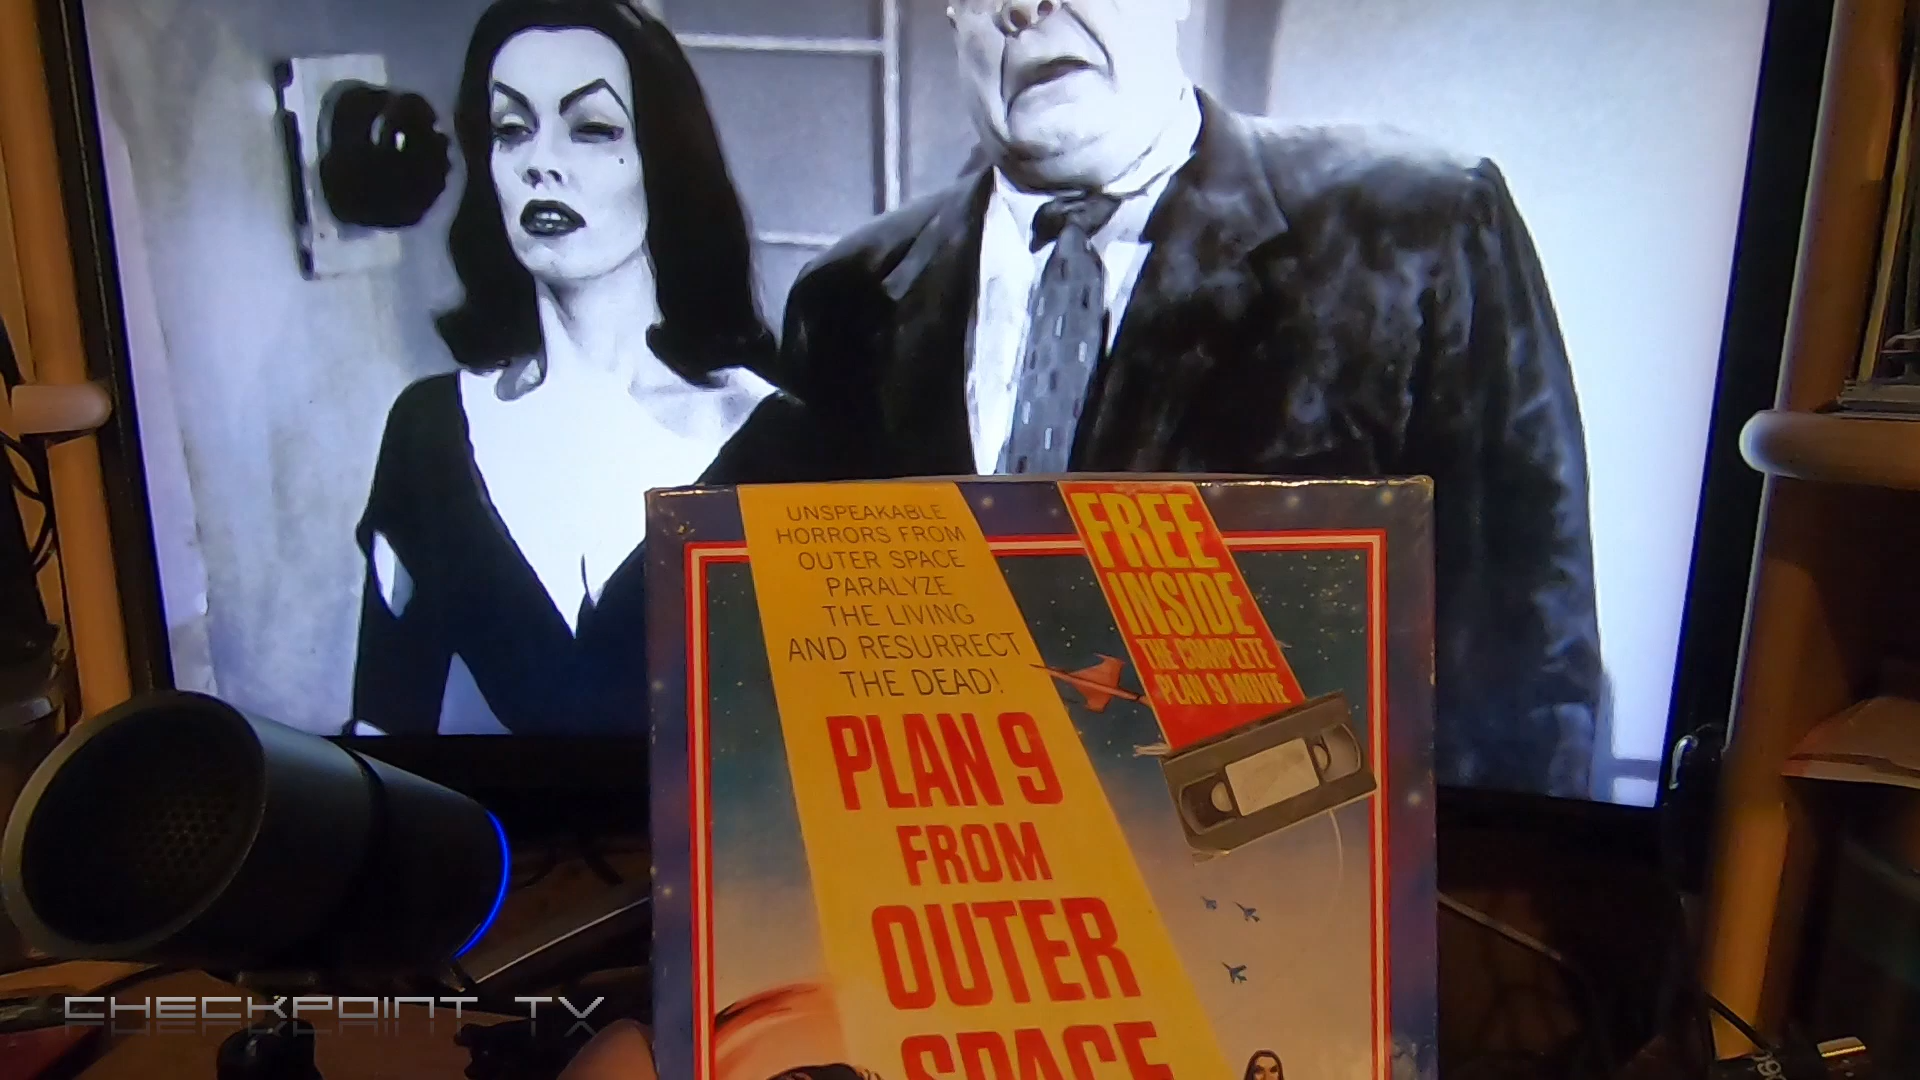 UNSPEAKABLE
HORRORS FROM
OUTER SPACE
PARALYZE
THE LIVING
AND RESURRECT
THE DEAD!
PLAN 9
FROM
OUTER
SPACE
FREE
INSIDE
THE COMPLETE
PLAN 9 MOVIE
CHECKPOINT TV